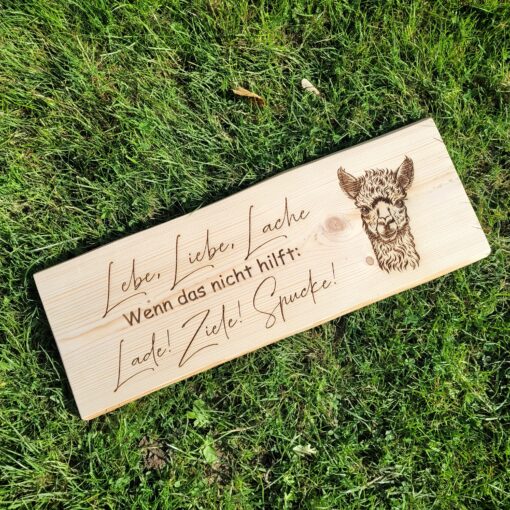 Lebe, Liebe, Lache
Wenn das nicht hilft:
Lade! Ziele! Spucke!